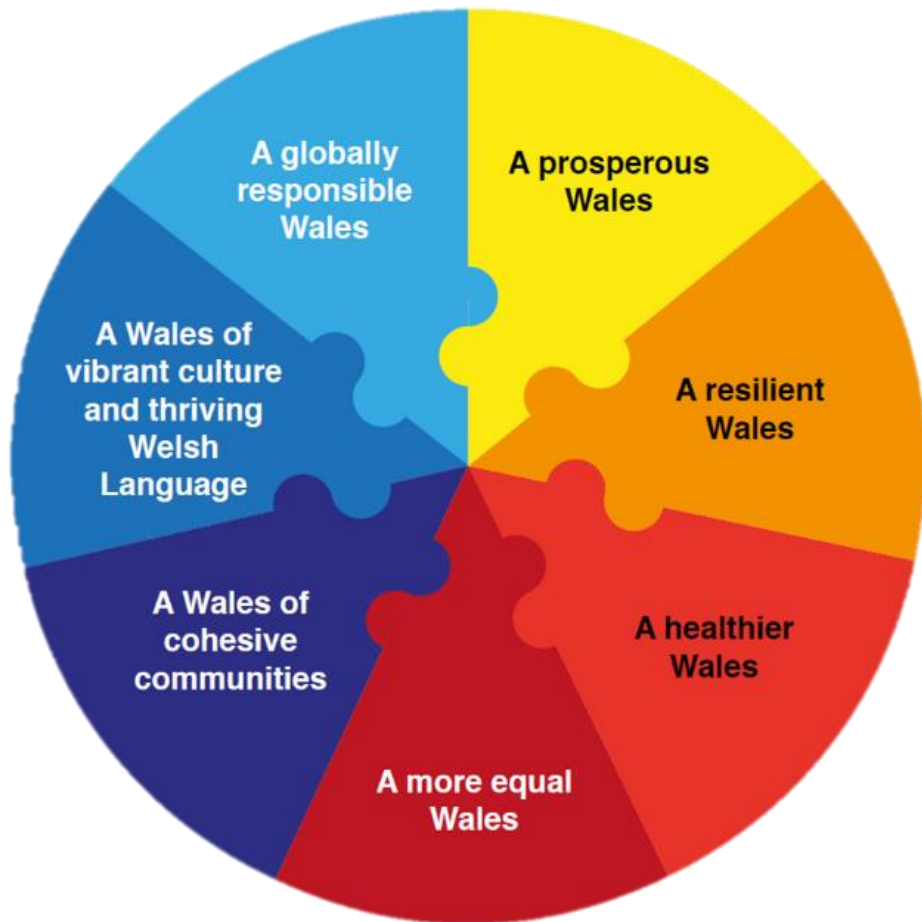 A globally
responsible
Wales
A prosperous
Wales
A resilient
Wales
A healthier
Wales
A more equal
Wales
A Wales of
cohesive
communities
A Wales of
vibrant culture
and thriving
Welsh
Language